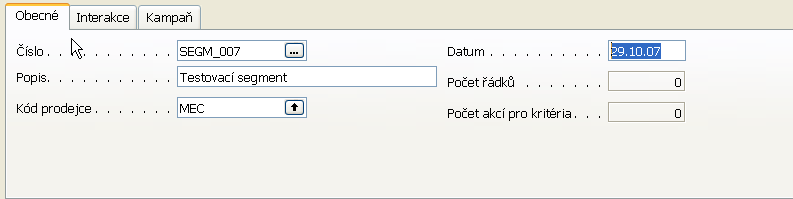 Obecné Interakce Kampaň
Číslo . . . . . . . . . . . SEGM_007 ... Datum . . . . . . . . . . 29.10.07
Popis. . . . . . . . . . . Testovací segment Počet řádků . . . . . . . 0
Kód prodejce . . . . . . . MEC Počet akcí pro kritéria . . . 0